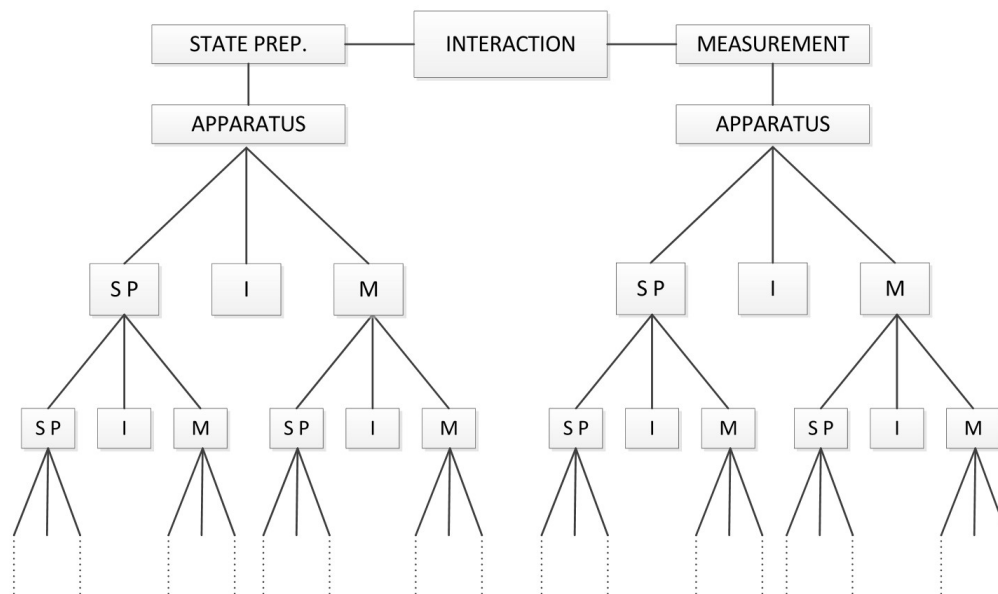 STATE PREP.
INTERACTION
MEASUREMENT
APPARATUS
APPARATUS
S P
I
M
S P
I
M
S P
I
M
S P
I
M
S P
I
M
S P
I
M